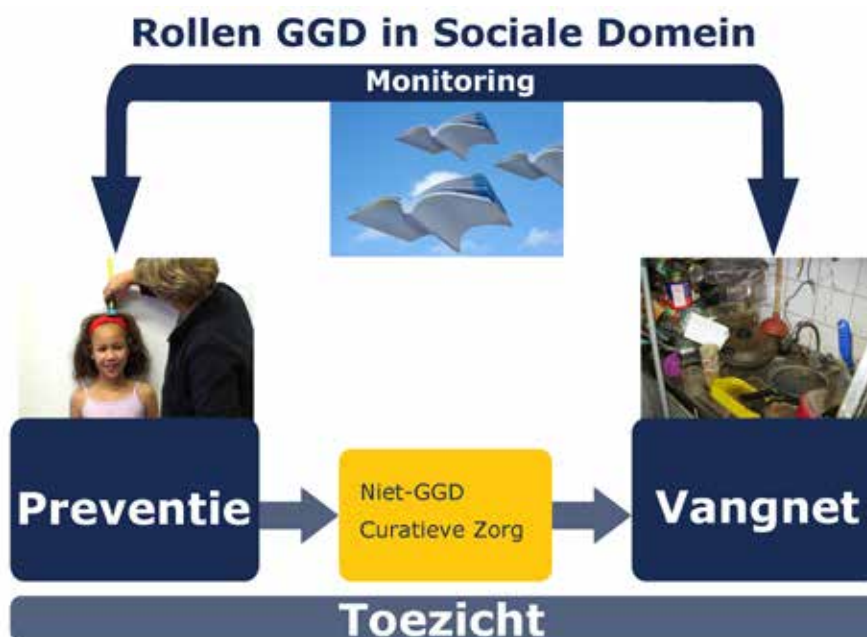 Rollen GGD in Sociale Domein
Monitoring
Preventie
Niet-GGD
Curatieve Zorg
Vangnet
Toezicht